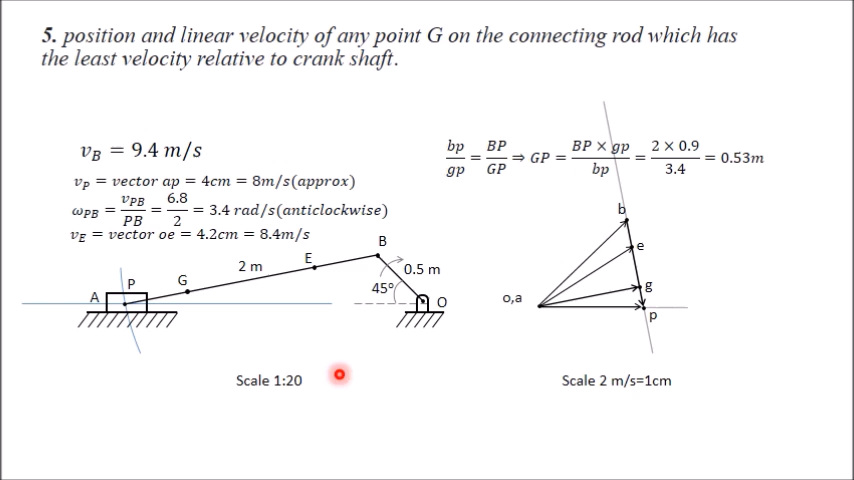 5. position and linear velocity of any point G on the connecting rod which has
the least velocity relative to crank shaft.
v_B = 9.4 m/s
v_P = vector ap = 4cm = 8m/s(approx)
ω_PB = v_PB/PB = 6.8/2 = 3.4 rad/s(anticlockwise)
v_E = vector oe = 4.2cm = 8.4m/s
bp/gp = BP/GP ⇒ GP = BP × gp/bp = 2 × 0.9/3.4 = 0.53m
B
E
2 m
G
P
A
0.5 m
45°
O
b
e
g
o,a
p
Scale 1:20
Scale 2 m/s=1cm